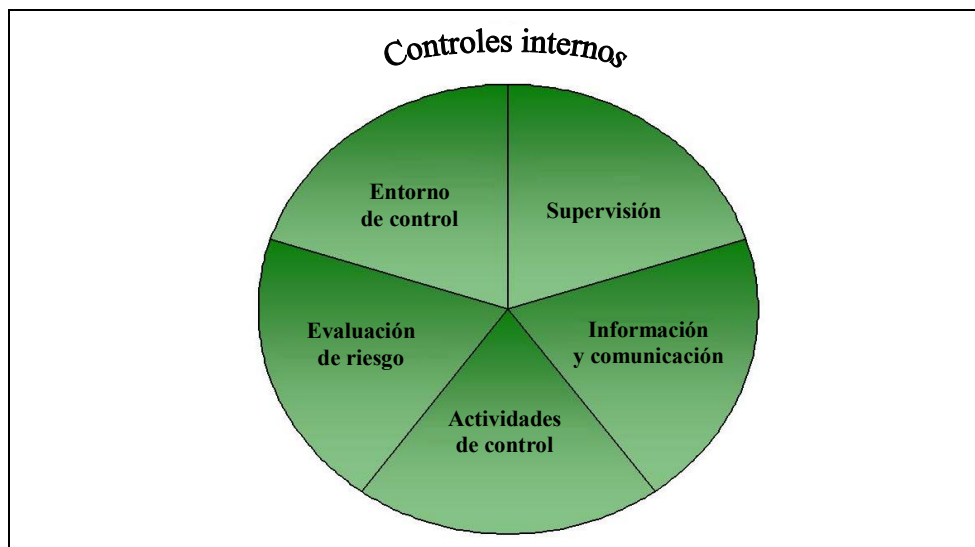 Controles internos
Entorno
de control
Supervisión
Evaluación
de riesgo
Información
y comunicación
Actividades
de control